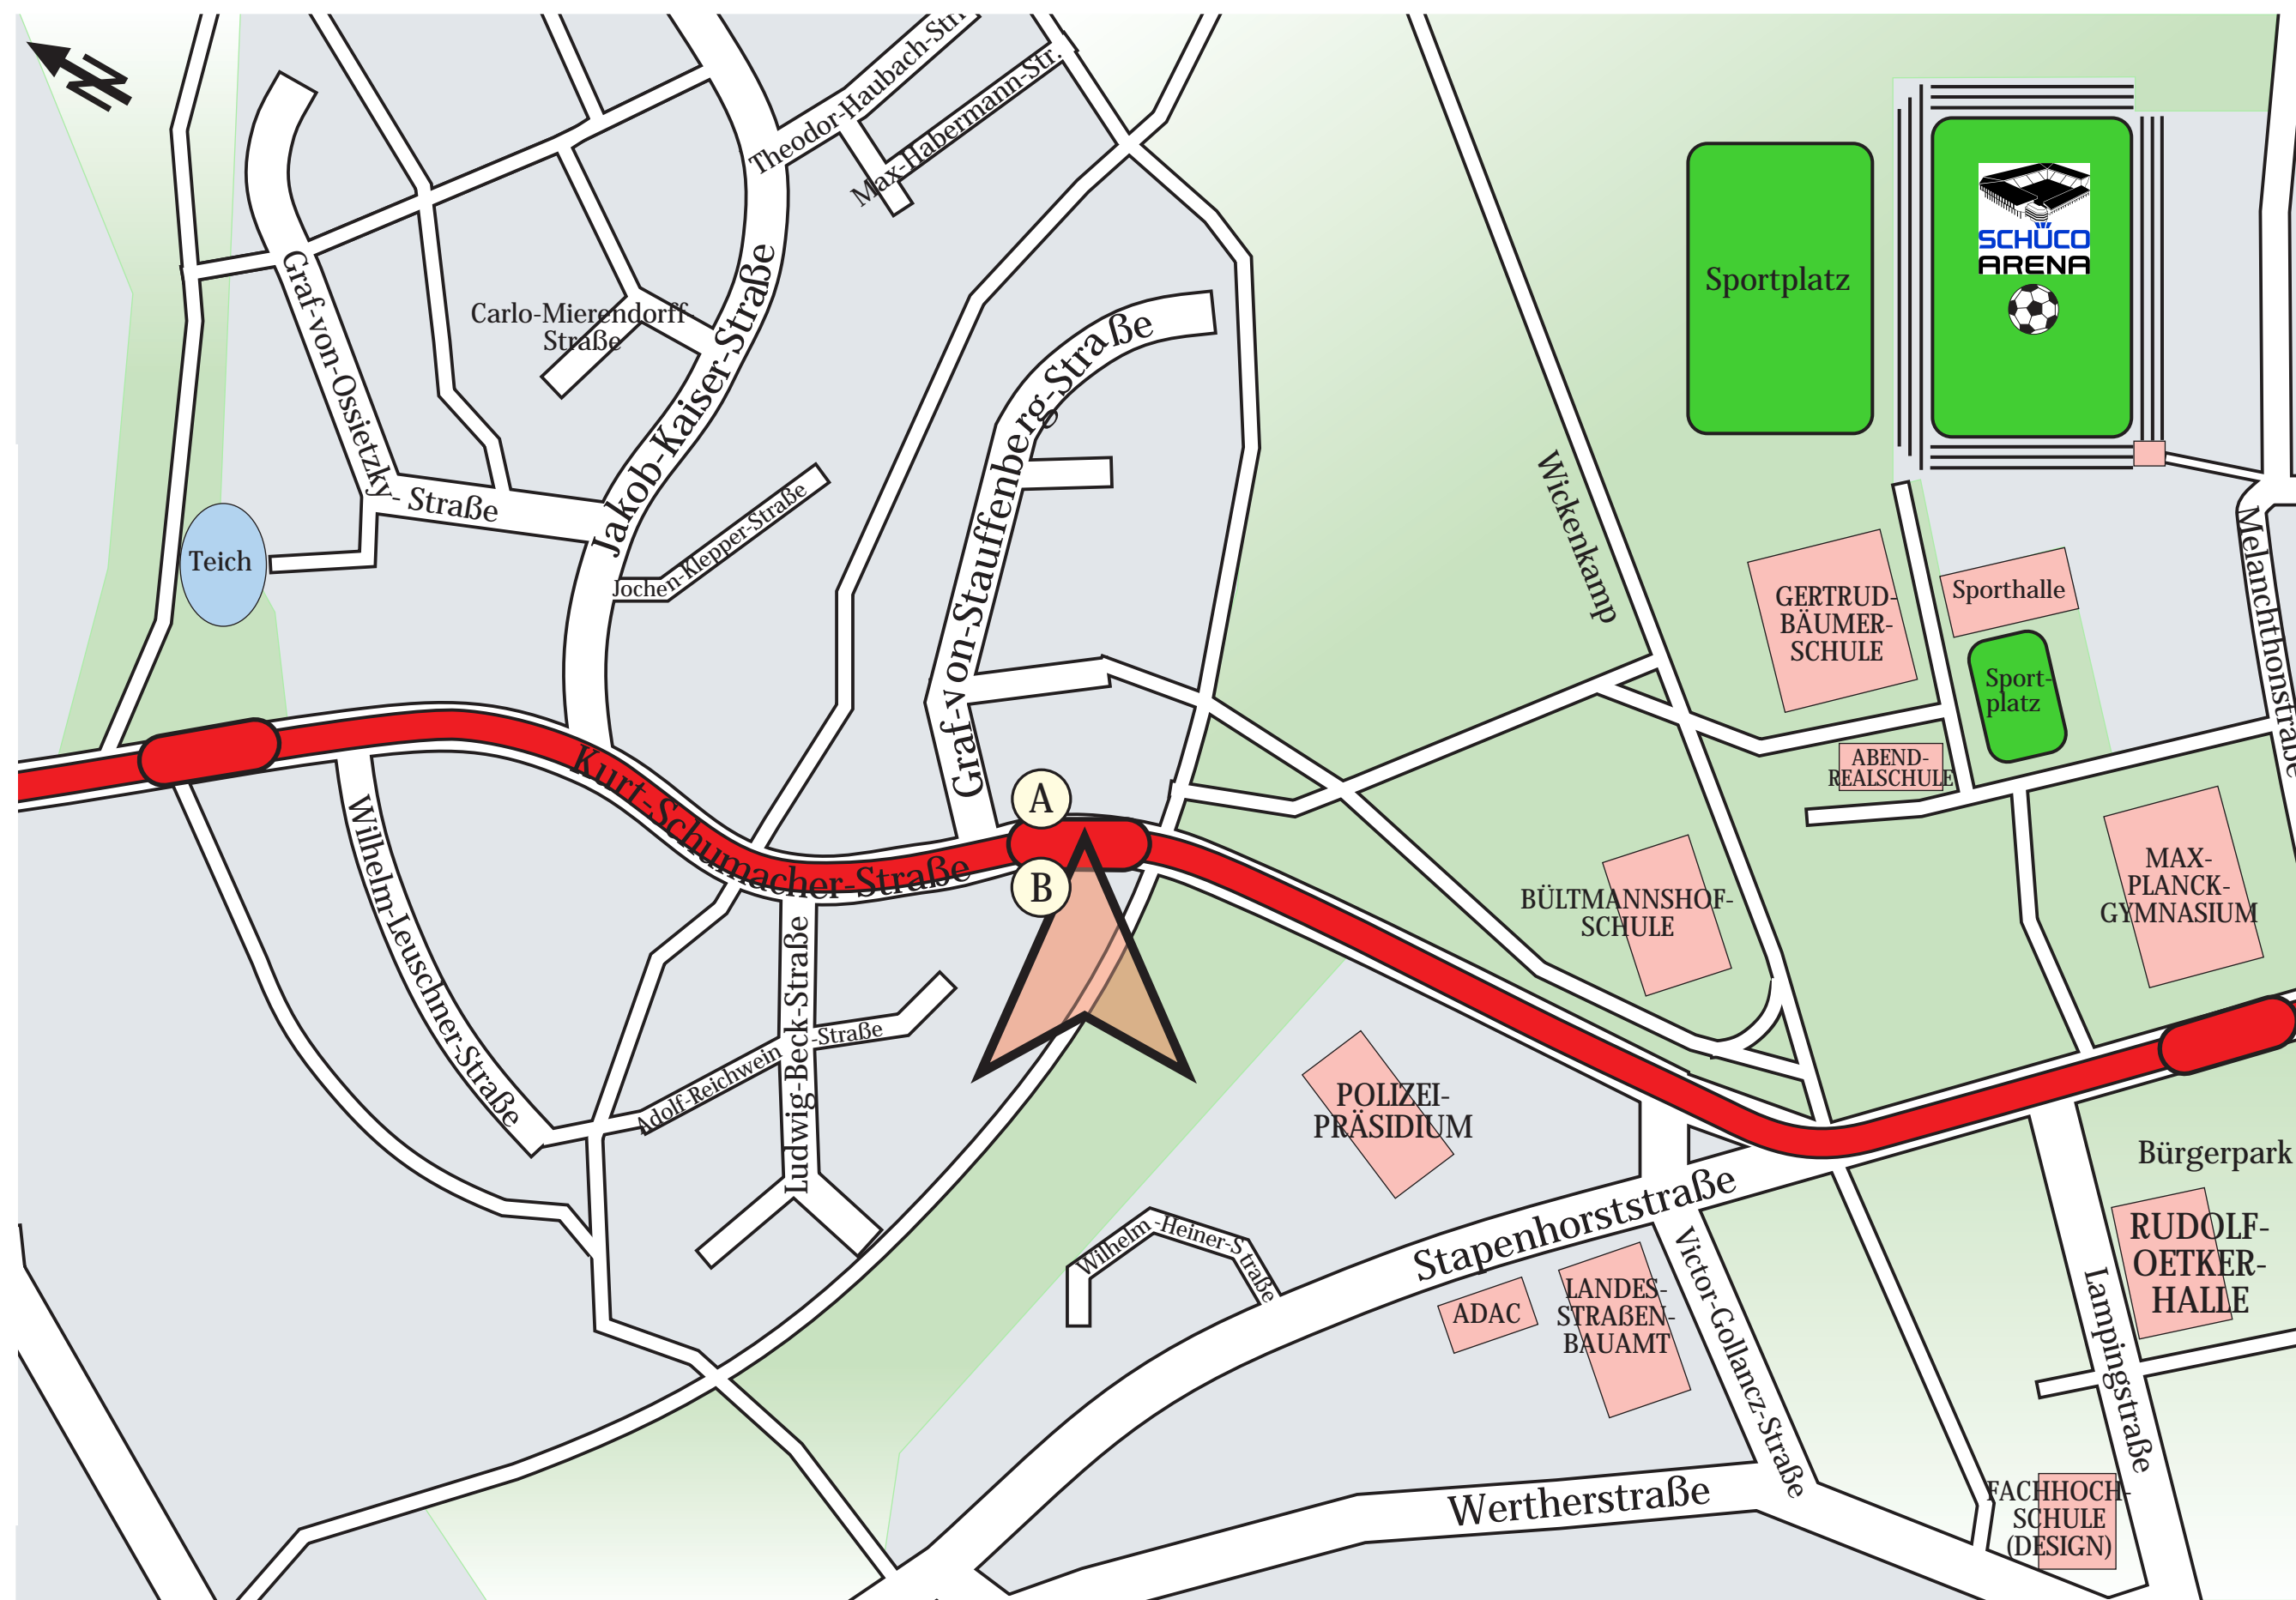 N
Theodor-Haubach-Str.
Max-Habermann-Str.
SCHÜCO
ARENA
Sportplatz
Graf-von-Ossietzky- Straße
Carlo-Mierendorff-
Straße
Jakob-Kaiser-Straße
Graf-von-Stauffenberg-Straße
Jochen-Klepper-Straße
Teich
Wickenkamp
GERTRUD-
BÄUMER-
SCHULE
Sporthalle
Sport-
platz
Melanchthonstraße
ABEND-
REALSCHULE
Kurt-Schumacher-Straße
A
B
Wilhelm-Leuschner-Straße
Ludwig-Beck-Straße
Adolf-Reichwein -Straße
BÜLTMANNSHOF-
SCHULE
MAX-
PLANCK-
GYMNASIUM
POLIZEI-
PRÄSIDIUM
Bürgerpark
Stapenhorststraße
Wilhelm-Heiner-Straße
RUDOLF-
OETKER-
HALLE
ADAC
LANDES-
STRAßEN-
BAUAMT
Victor-Gollancz-Straße
Lampingstraße
Wertherstraße
FACHHOCH-
SCHULE
(DESIGN)